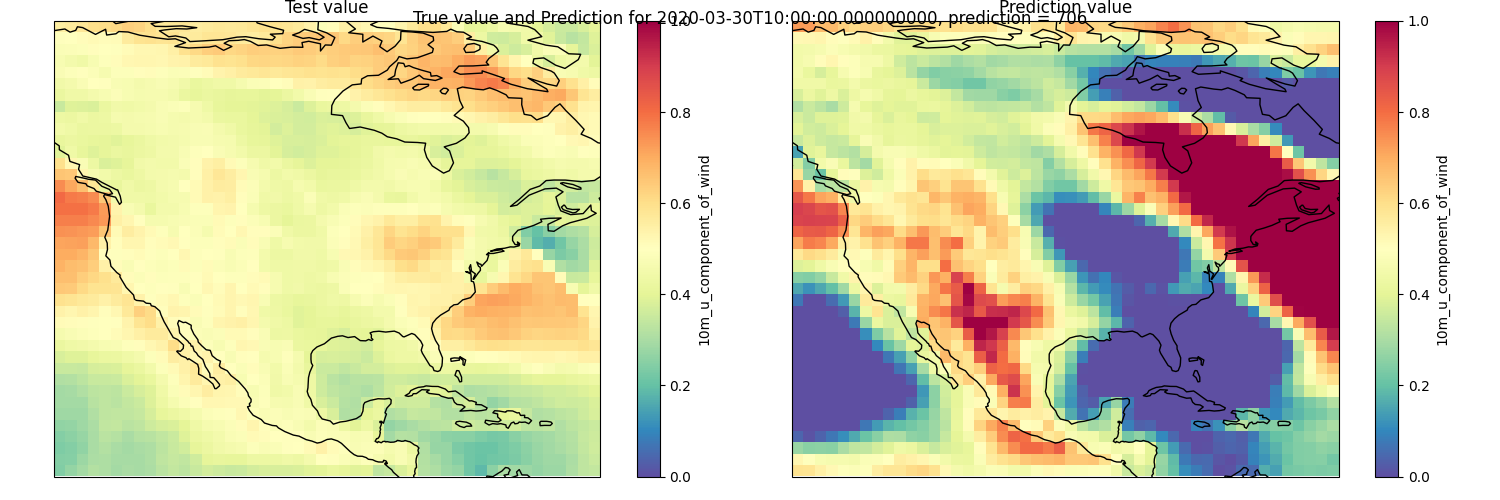 Test value
Prediction value
True value and Prediction for 2020-03-30T10:00:00.000000000, prediction = 706
1.0
0.8
0.6
0.4
0.2
0.0
10m_u_component_of_wind
1.0
0.8
0.6
0.4
0.2
0.0
10m_u_component_of_wind